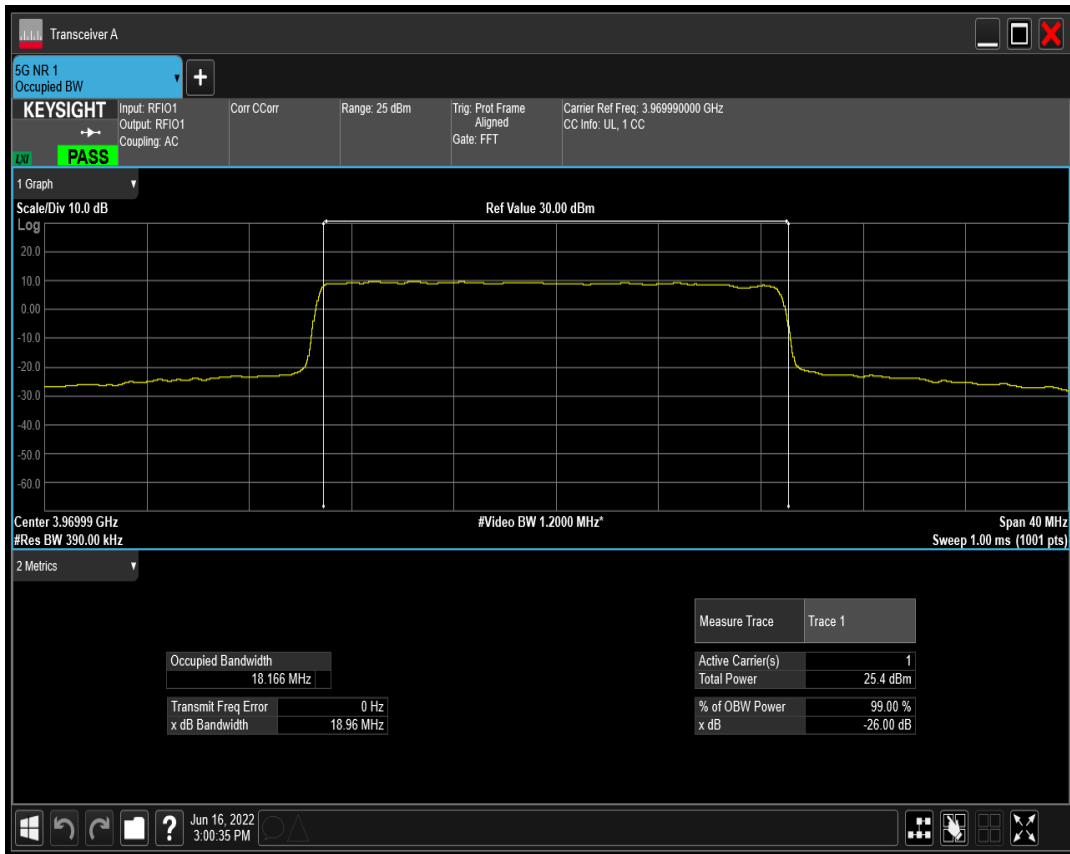 Transceiver A
5G NR 1
Occupied BW
+
KEYSIGHT
LXI
PASS
Input: RFIO1
Output: RFIO1
Coupling: AC
Corr CCorr
Range: 25 dBm
Trig: Prot Frame
Aligned
Gate: FFT
Carrier Ref Freq: 3.969990000 GHz
CC Info: UL, 1 CC
1 Graph
Scale/Div 10.0 dB
Ref Value 30.00 dBm
Log
20.0
10.0
0.00
-10.0
-20.0
-30.0
-40.0
-50.0
-60.0
Center 3.96999 GHz
#Video BW 1.2000 MHz*
Span 40 MHz
#Res BW 390.00 kHz
Sweep 1.00 ms (1001 pts)
2 Metrics
Measure Trace Trace 1
Occupied Bandwidth
18.166 MHz
Active Carrier(s) 1
Total Power 25.4 dBm
Transmit Freq Error 0 Hz
x dB Bandwidth 18.96 MHz
% of OBW Power 99.00 %
x dB -26.00 dB
?
Jun 16, 2022
3:00:35 PM